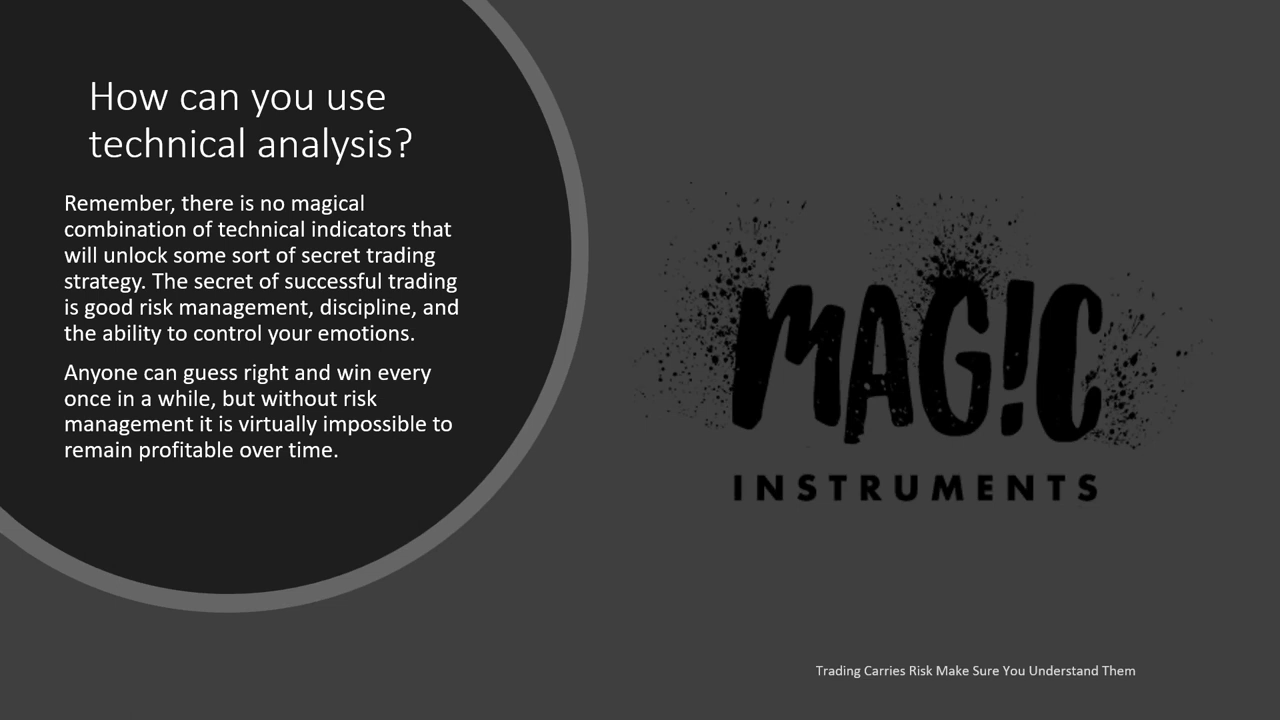 How can you use
technical analysis?
Remember, there is no magical
combination of technical indicators that
will unlock some sort of secret trading
strategy. The secret of successful trading
is good risk management, discipline, and
the ability to control your emotions.
Anyone can guess right and win every
once in a while, but without risk
management it is virtually impossible to
remain profitable over time.
MAG!C
INSTRUMENTS
Trading Carries Risk Make Sure You Understand Them